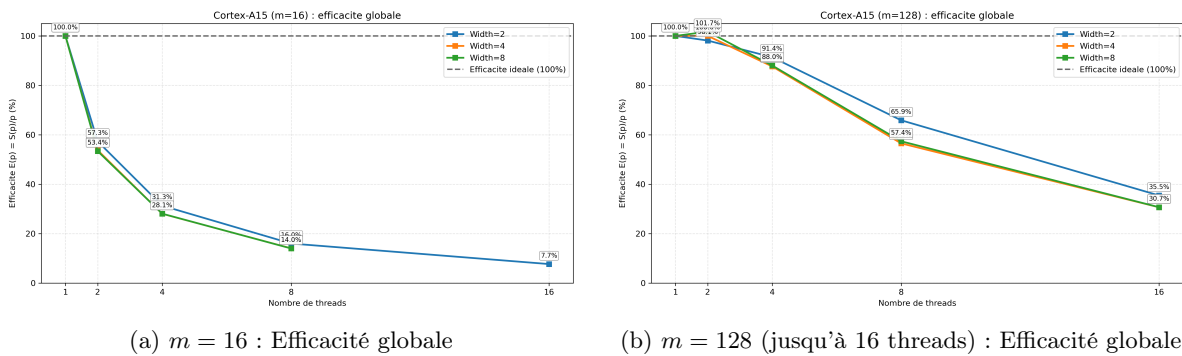 Cortex-A15 (m=16) : efficacite globale
Efficacite E(p) = S(p)/p (%)
100
80
60
40
20
0
100.0%
57.3%
53.4%
31.3%
28.1%
16.0%
14.0%
7.7%
Width=2
Width=4
Width=8
Efficacite ideale (100%)
1 2 4 8 16
Nombre de threads
(a) m = 16 : Efficacité globale
Cortex-A15 (m=128) : efficacite globale
Efficacite E(p) = S(p)/p (%)
100
80
60
40
20
0
100.0%
101.7%
91.4%
88.0%
65.9%
57.4%
35.5%
30.7%
Width=2
Width=4
Width=8
Efficacite ideale (100%)
1 2 4 8 16
Nombre de threads
(b) m = 128 (jusqu'à 16 threads) : Efficacité globale